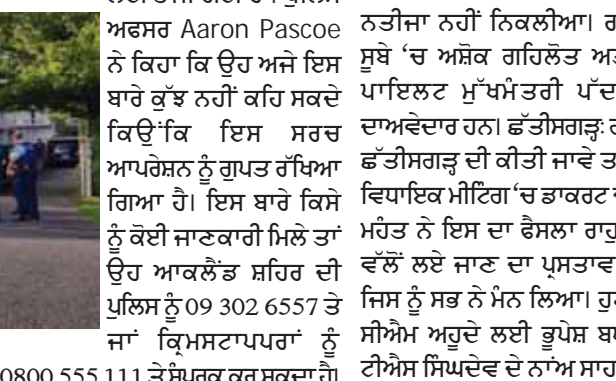 ਅਫਸਰ Aaron Pascoe
ਨੇ ਕਿਹਾ ਕਿ ਉਹ ਅਜੇ ਇਸ
ਬਾਰੇ ਕੁੱਝ ਨਹੀਂ ਕਹਿ ਸਕਦੇ
ਕਿਉਂਕਿ ਇਸ ਸਰਚ
ਆਪਰੇਸ਼ਨ ਨੂੰ ਗੁਪਤ ਰੱਖਿਆ
ਗਿਆ ਹੈ। ਇਸ ਬਾਰੇ ਕਿਸੇ
ਨੂੰ ਕੋਈ ਜਾਣਕਾਰੀ ਮਿਲੇ ਤਾਂ
ਉਹ ਆਕਲੈਂਡ ਸ਼ਹਿਰ ਦੀ
ਪੁਲਿਸ ਨੂੰ 09 302 6557 ਤੇ
ਜਾਂ ਕ੍ਰਿਮਸਟਾਪਪਰਾਂ ਨੂੰ
0800 555 111 ਤੇ ਸੰਪਰਕ ਕਰ ਸਕਦਾ ਹੈ।
ਨਤੀਜਾ ਨਹੀਂ ਨਿਕਲੀਆ।
ਸੂਬੇ 'ਚ ਅਸ਼ੋਕ ਗਹਿਲੋਤ
ਪਾਇਲਟ ਮੁੱਖਮੰਤਰੀ ਪੱਦ
ਦਾਅਵੇਦਾਰ ਹਨ। ਛੱਤੀਸਗੜ੍ਹ:
ਛੱਤੀਸਗੜ੍ਹ ਦੀ ਕੀਤੀ ਜਾਵੇ
ਵਿਧਾਇਕ ਮੀਟਿੰਗ 'ਚ ਡਾਕਰਟ
ਮਹੰਤ ਨੇ ਇਸ ਦਾ ਫੈਸਲਾ
ਵੱਲੋਂ ਲਏ ਜਾਣ ਦਾ ਪ੍ਰਸਤਾਵ
ਜਿਸ ਨੂੰ ਸਭ ਨੇ ਮੰਨ ਲਿਆ।
ਸੀਐਮ ਅਹੁਦੇ ਲਈ ਭੂਪੇਸ਼
ਟੀਐਸ ਸਿੰਘਦੇਵ ਦੇ ਨਾਂਅ